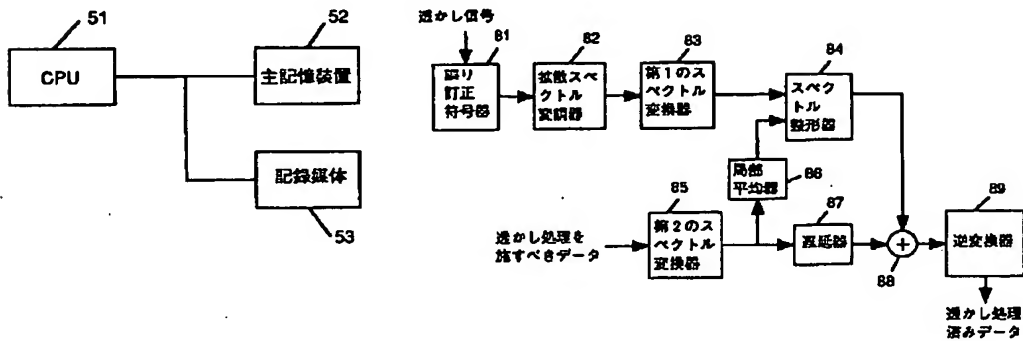 51
CPU
52
主記憶装置
記録媒体
53
透かし信号
81
誤り
訂正
符号器
82
拡散スペ
クトル
変調器
83
第1のスペ
クトル
変換器
84
スペ
クトル
整形器
局部
平均器
86
85
第2のス
ペクトル
変換器
透かし処理を
施すべきデータ
87
遅延器
+
88
89
逆変換器
透かし処理
済みデータ